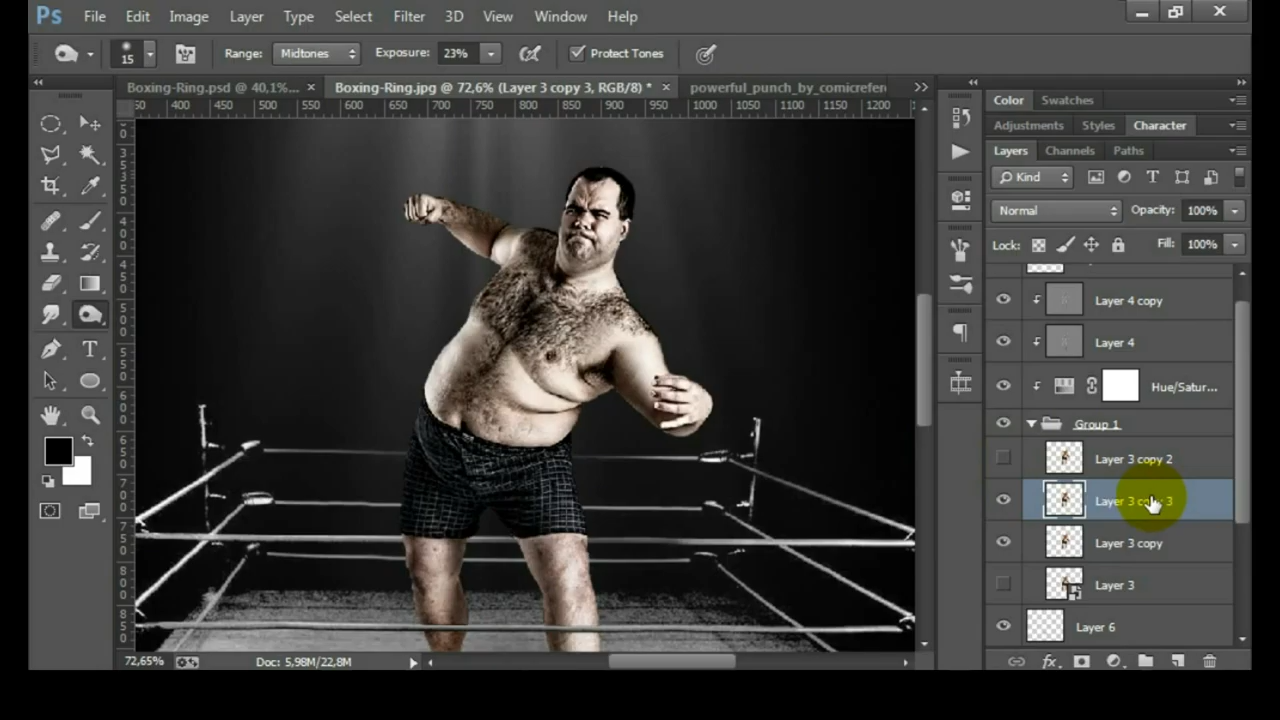 Ps File Edit Image Layer Type Select Filter 3D View Window Help
15 Range: Midtones Exposure: 23% Protect Tones
Boxing-Ring.psd @ 40,1%... × Boxing-Ring.jpg @ 72,6% (Layer 3 copy 3, RGB/8) * × powerful_punch_by_comicrefere
400 450 500 550 600 650 700 750 800 850 900 950 1000 1050 1100 1150 1200
Color Swatches
Adjustments Styles Character
Layers Channels Paths
Kind
Normal Opacity: 100%
Lock: Fill: 100%
Layer 4 copy
Layer 4
Hue/Satur...
Group 1
Layer 3 copy 2
Layer 3 copy 3
Layer 3 copy
Layer 3
Layer 6
72,65% Doc: 5,98M/22,8M